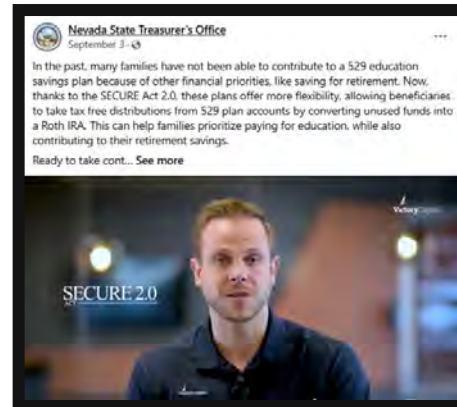 Nevada State Treasurer's Office
September 3 ·
In the past, many families have not been able to contribute to a 529 education
savings plan because of other financial priorities, like saving for retirement. Now,
thanks to the SECURE Act 2.0, these plans offer more flexibility, allowing beneficiaries
to take tax free distributions from 529 plan accounts by converting unused funds into
a Roth IRA. This can help families prioritize paying for education, while also
contributing to their retirement savings.
Ready to take cont... See more
VictoryCapital
SECURE 2.0
ACT